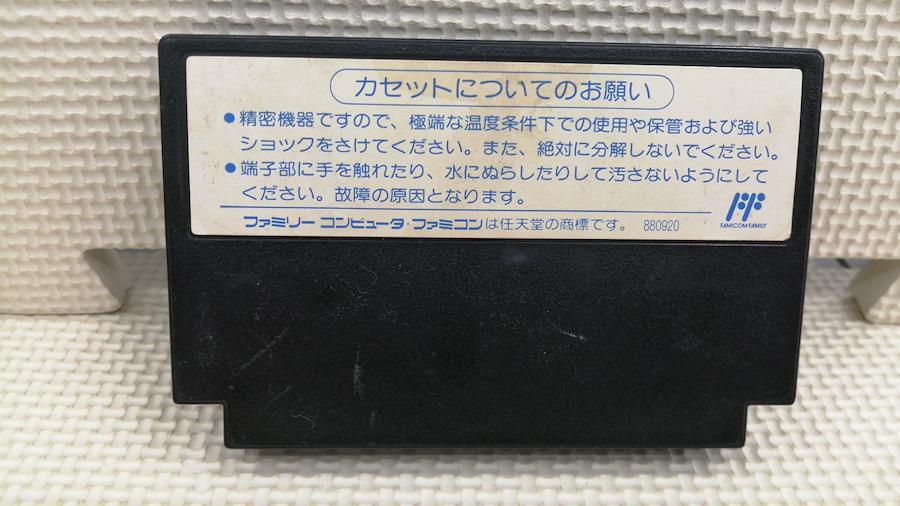 カセットについてのお願い
●精密機器ですので、極端な温度条件下での使用や保管および強い
ショックをさけてください。また、絶対に分解しないでください。
●端子部に手を触れたり、水にぬらしたりして汚さないようにして
ください。故障の原因となります。
ファミリーコンピュータ・ファミコンは任天堂の商標です。 880920
FAMICOM FAMILY